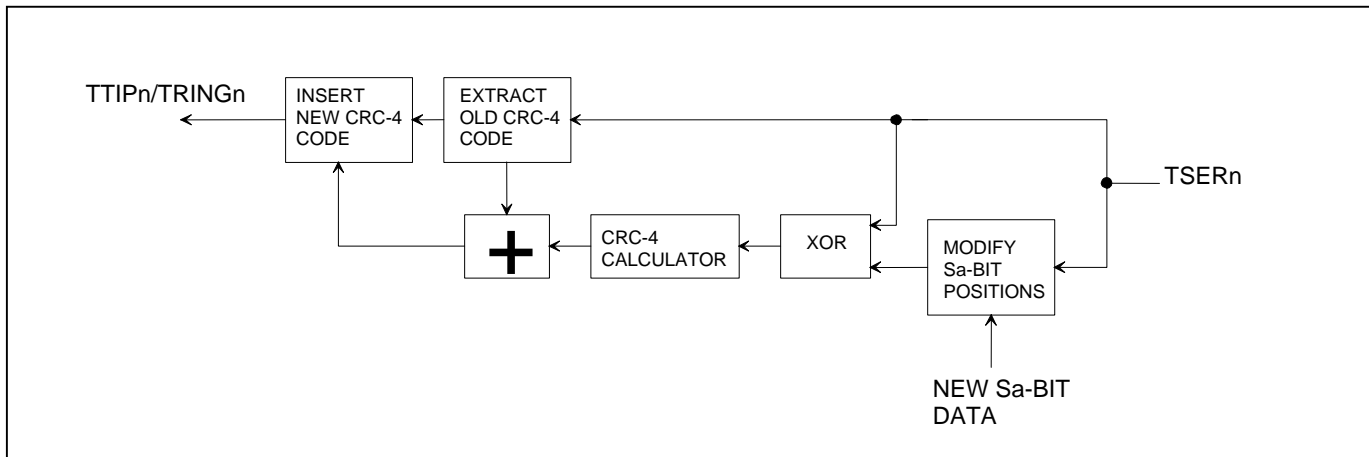 TTIPn/TRINGn
INSERT
NEW CRC-4
CODE
EXTRACT
OLD CRC-4
CODE
TSERn
+
CRC-4
CALCULATOR
XOR
MODIFY
Sa-BIT
POSITIONS
NEW Sa-BIT
DATA